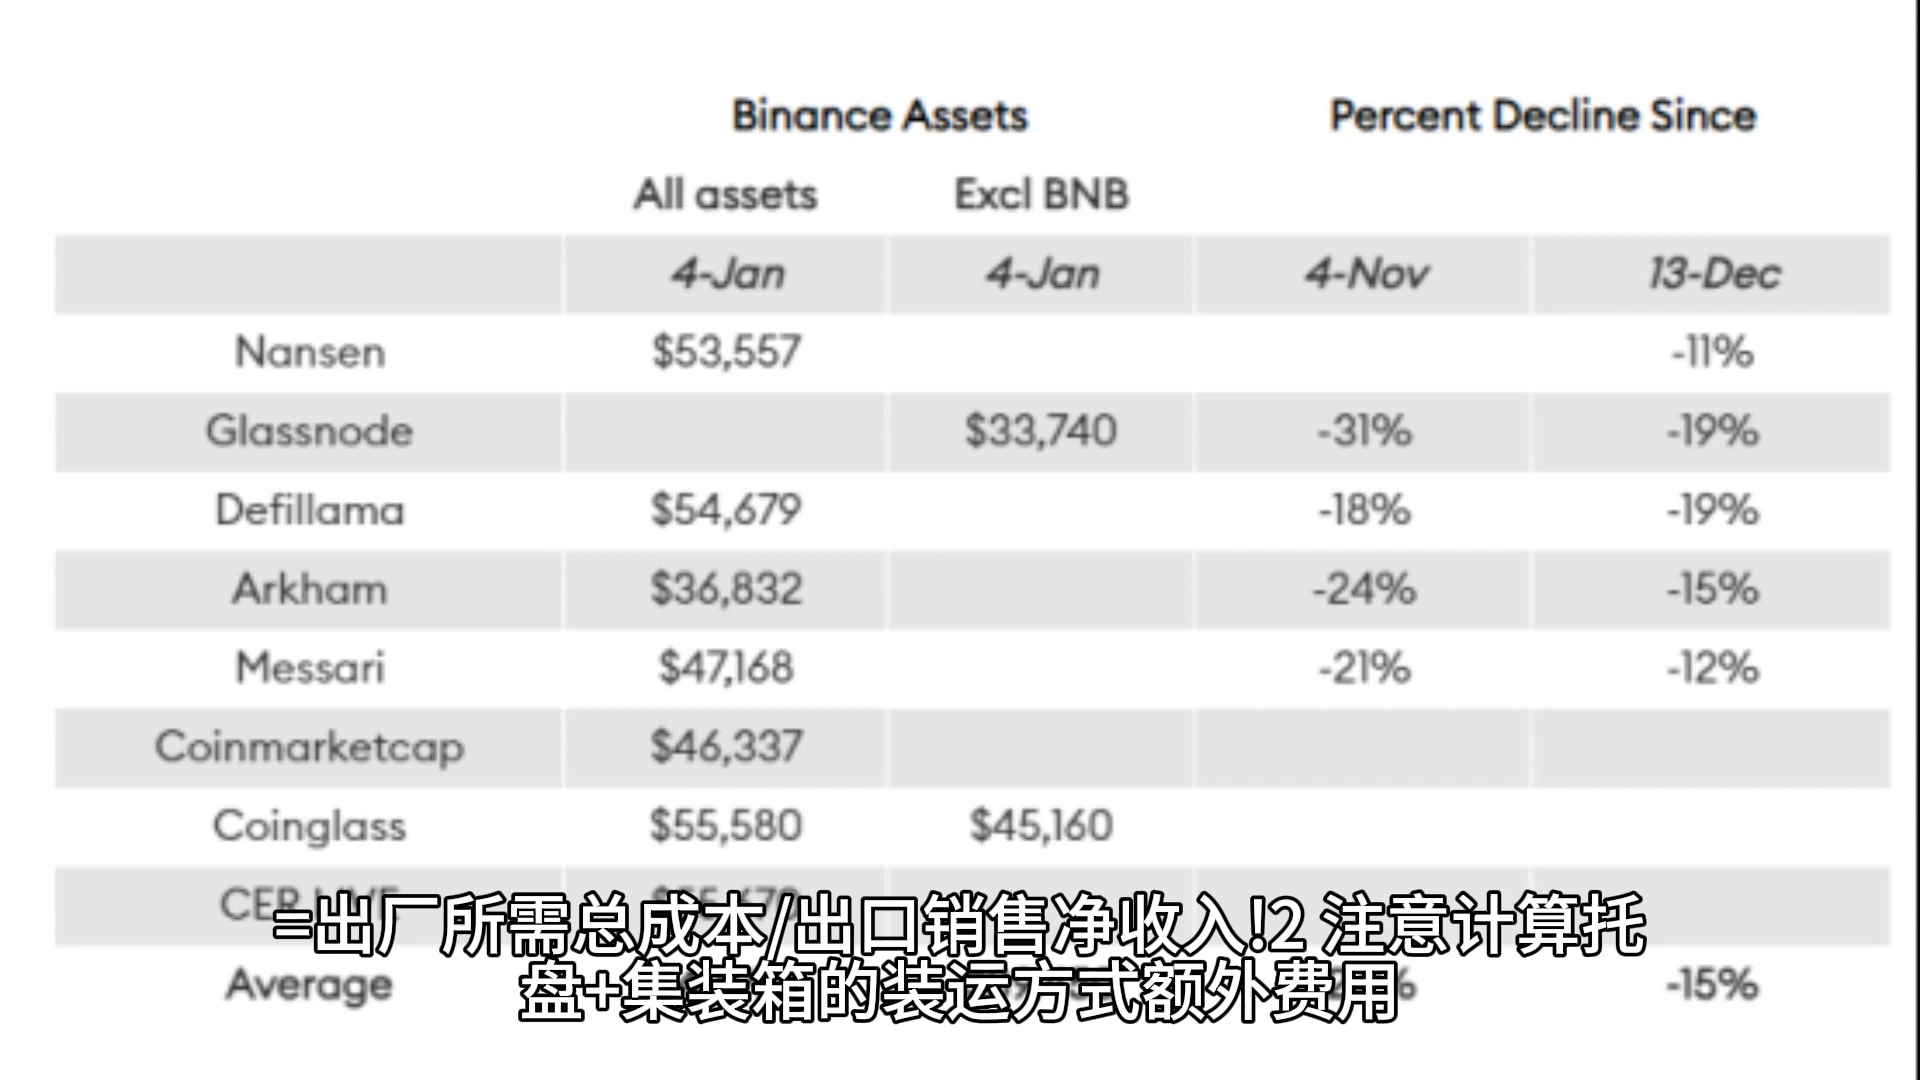 Binance Assets Percent Decline Since
All assets Excl BNB
4-Jan 4-Jan 4-Nov 13-Dec
Nansen $53,557 -11%
Glassnode $33,740 -31% -19%
Defillama $54,679 -18% -19%
Arkham $36,832 -24% -15%
Messari $47,168 -21% -12%
Coinmarketcap $46,337
Coinglass $55,580 $45,160
CER LIVE
=出厂所需总成本/出口销售净收入!2 注意计算托
Average -15%
盘+集装箱的装运方式额外费用